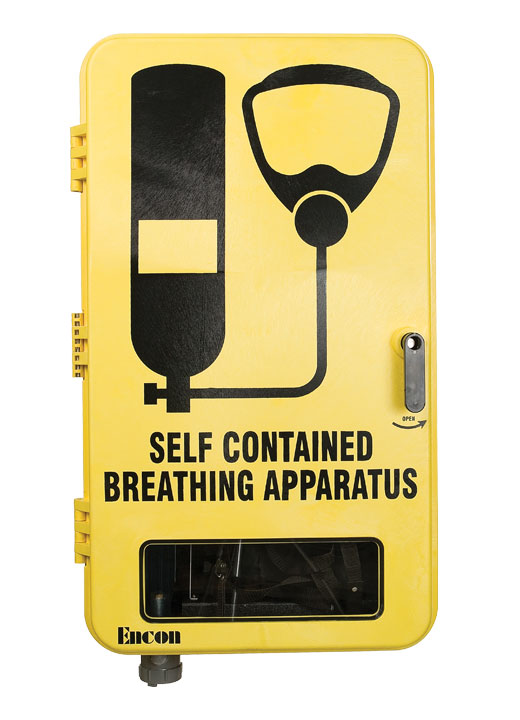 OPEN
SELF CONTAINED
BREATHING APPARATUS
Encon